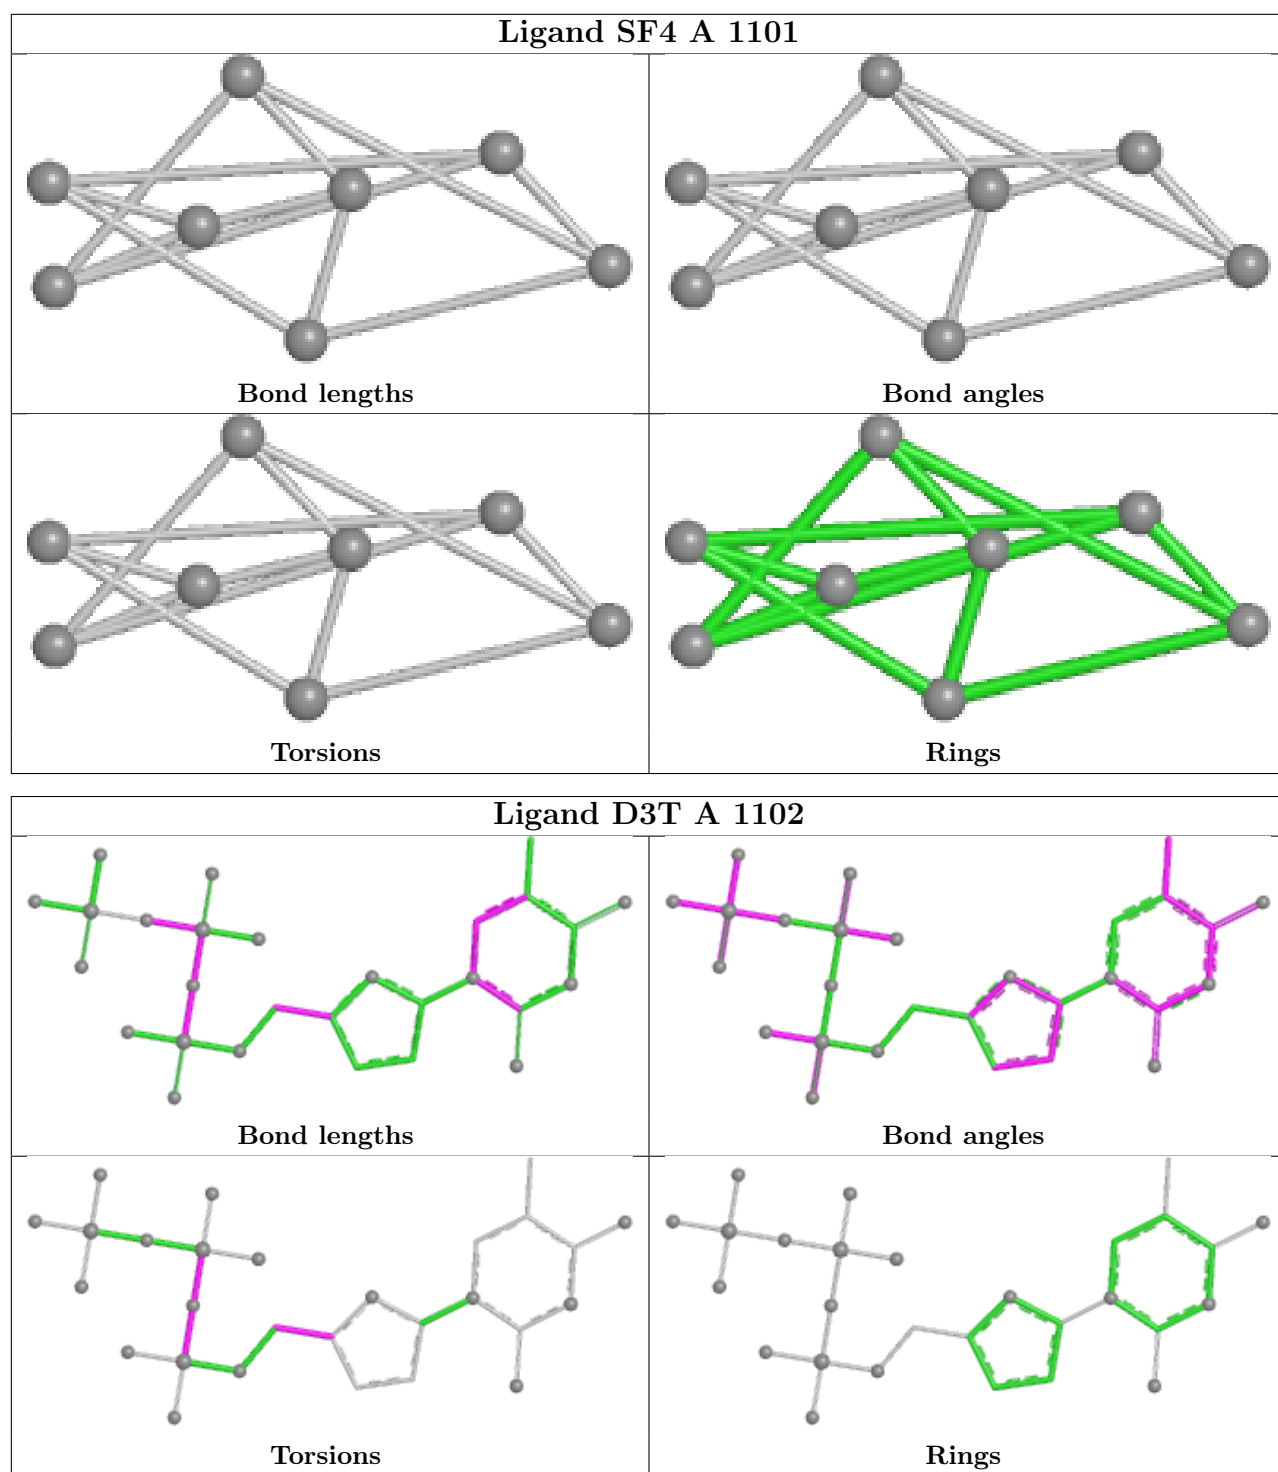 Ligand SF4 A 1101
Bond lengths
Bond angles
Torsions
Rings
Ligand D3T A 1102
Bond lengths
Bond angles
Torsions
Rings